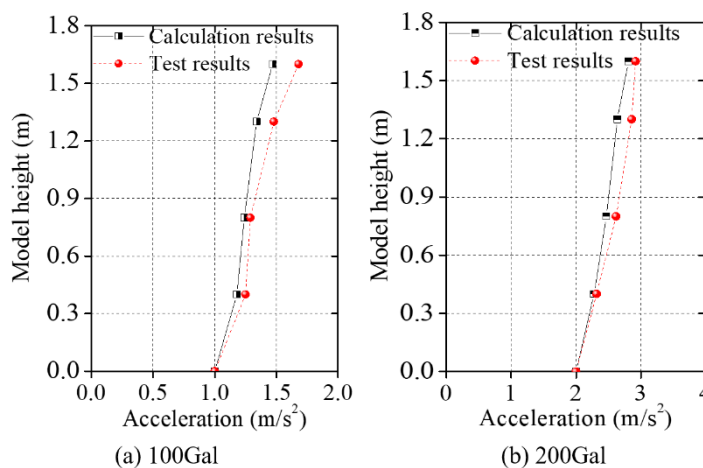 1.8
1.5
1.2
0.9
0.6
0.3
0.0
Model height (m)
Calculation results
Test results
0.0 0.5 1.0 1.5 2.0
Acceleration (m/s²)
(a) 100Gal
1.8
1.5
1.2
0.9
0.6
0.3
0.0
Model height (m)
Calculation results
Test results
0 1 2 3 4
Acceleration (m/s²)
(b) 200Gal